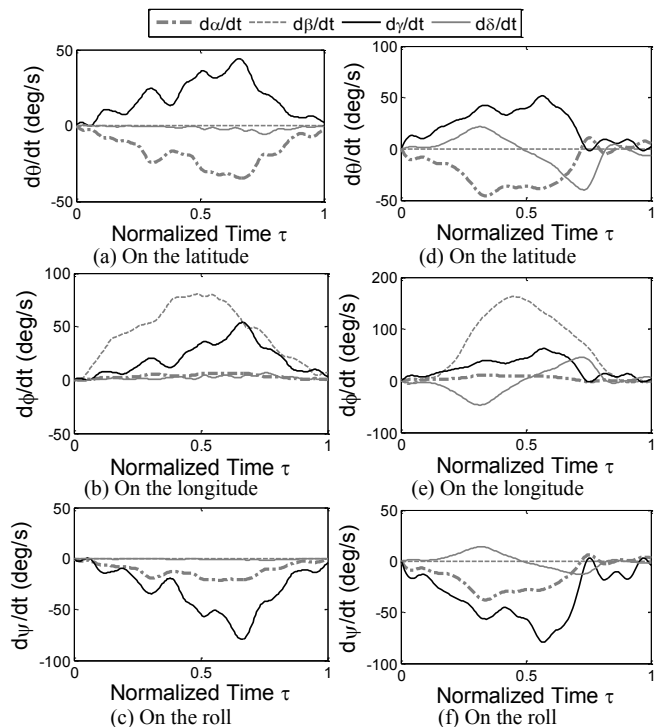 dα/dt dβ/dt dγ/dt dδ/dt
50
0
-50
0 0.5 1
dθ/dt (deg/s)
Normalized Time τ
(a) On the latitude
100
50
0
-50
-100
0 0.5 1
dθ/dt (deg/s)
Normalized Time τ
(d) On the latitude
100
50
0
-50
0 0.5 1
dϕ/dt (deg/s)
Normalized Time τ
(b) On the longitude
200
100
0
-100
0 0.5 1
dϕ/dt (deg/s)
Normalized Time τ
(e) On the longitude
50
0
-50
-100
0 0.5 1
dψ/dt (deg/s)
Normalized Time τ
(c) On the roll
50
0
-50
-100
0 0.5 1
dψ/dt (deg/s)
Normalized Time τ
(f) On the roll